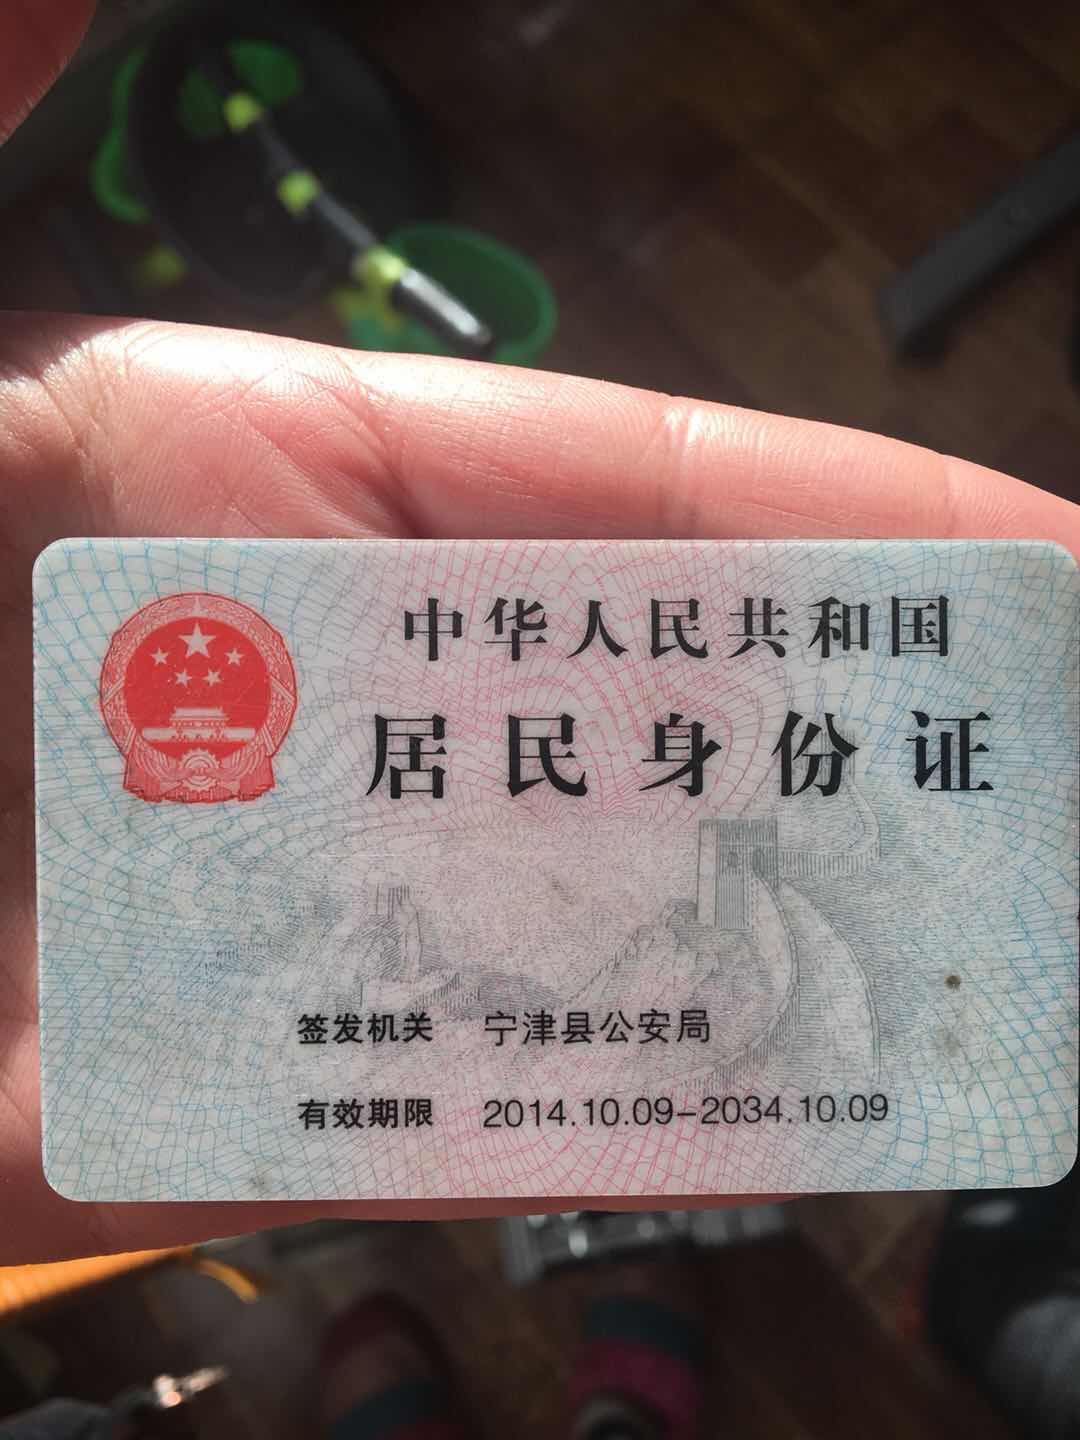 中华人民共和国
居民身份证
签发机关 宁津县公安局
有效期限 2014.10.09-2034.10.09